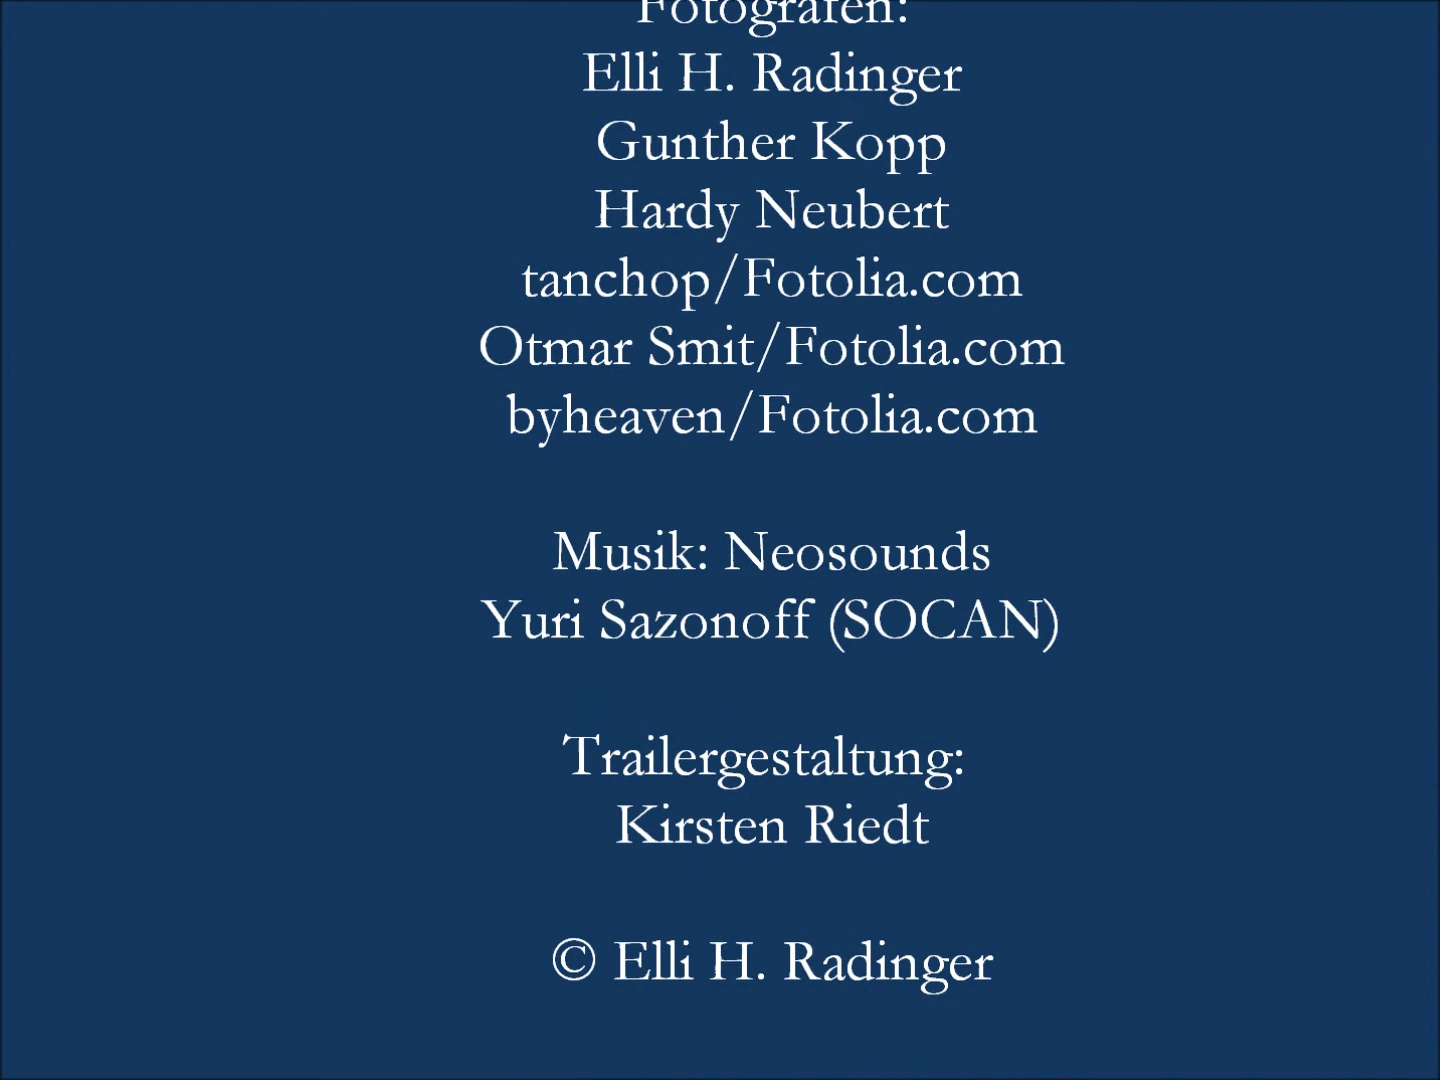 Fotografen:
Elli H. Radinger
Gunther Kopp
Hardy Neubert
tanchop/Fotolia.com
Otmar Smit/Fotolia.com
byheaven/Fotolia.com
Musik: Neosounds
Yuri Sazonoff (SOCAN)
Trailergestaltung:
Kirsten Riedt
© Elli H. Radinger